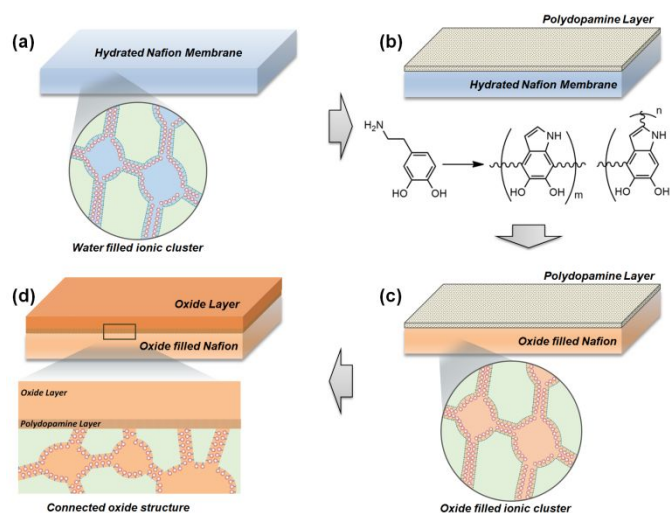 (a)
Hydrated Nafion Membrane
Water filled ionic cluster
(b)
Polydopamine Layer
Hydrated Nafion Membrane
H2N
HO
OH
NH
HO
OH
m
n
NH
HO
OH
(c)
Polydopamine Layer
Oxide filled Nafion
Oxide filled ionic cluster
(d)
Oxide Layer
Oxide filled Nafion
Oxide Layer
Polydopamine Layer
Connected oxide structure